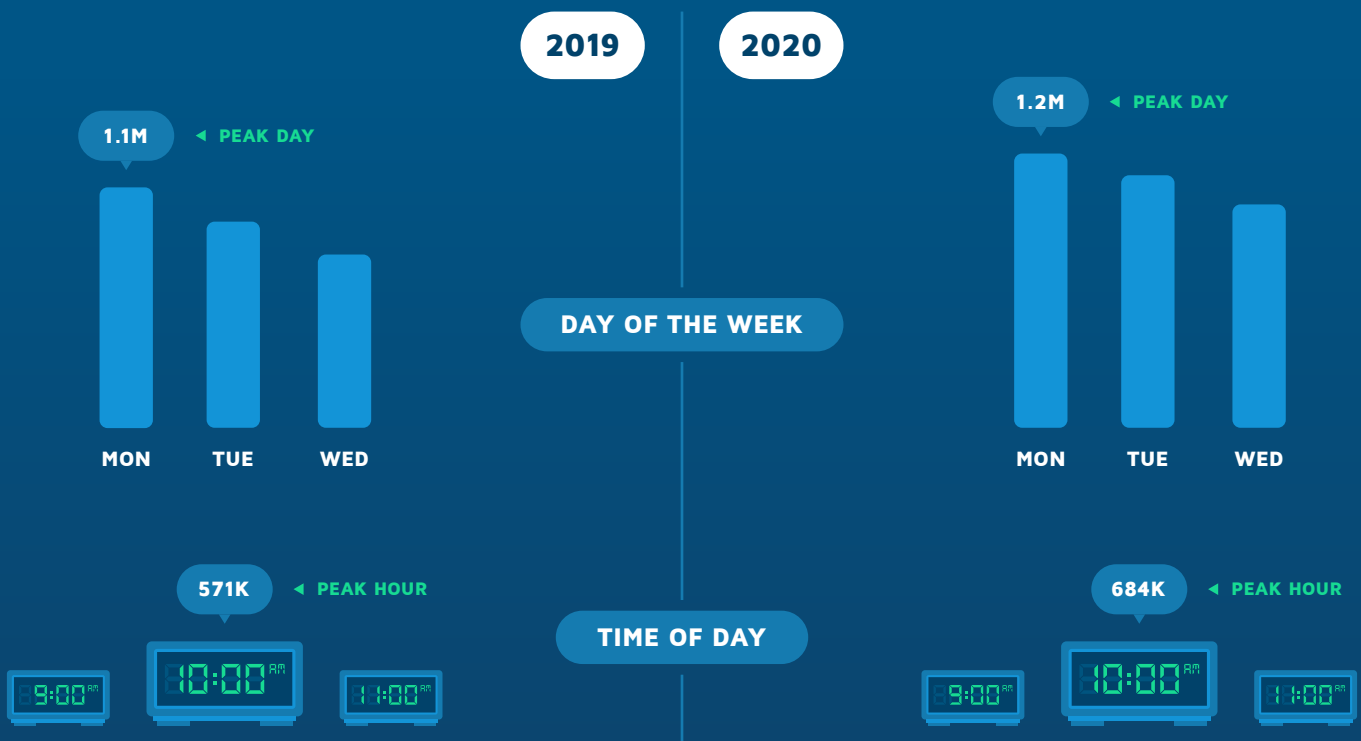 2019
2020
1.1M
◄ PEAK DAY
1.2M
◄ PEAK DAY
DAY OF THE WEEK
MON TUE WED
MON TUE WED
571K
◄ PEAK HOUR
684K
◄ PEAK HOUR
TIME OF DAY
9:00 AM
10:00 AM
11:00 AM
9:00 AM
10:00 AM
11:00 AM